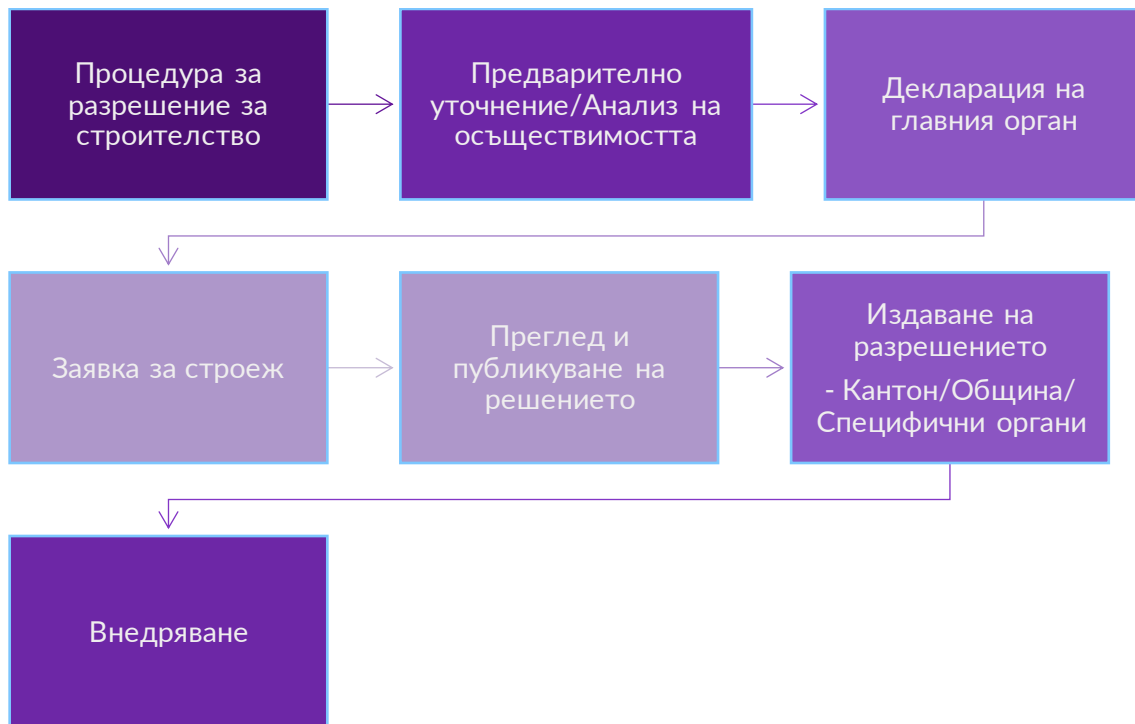 Процедура за
разрешение за
строителство
Предварително
уточнение/Анализ на
осъществимостта
Декларация на
главния орган
Заявка за строеж
Преглед и
публикуване на
решението
Издаване на
разрешението
- Кантон/Община/
Специфични органи
Внедряване